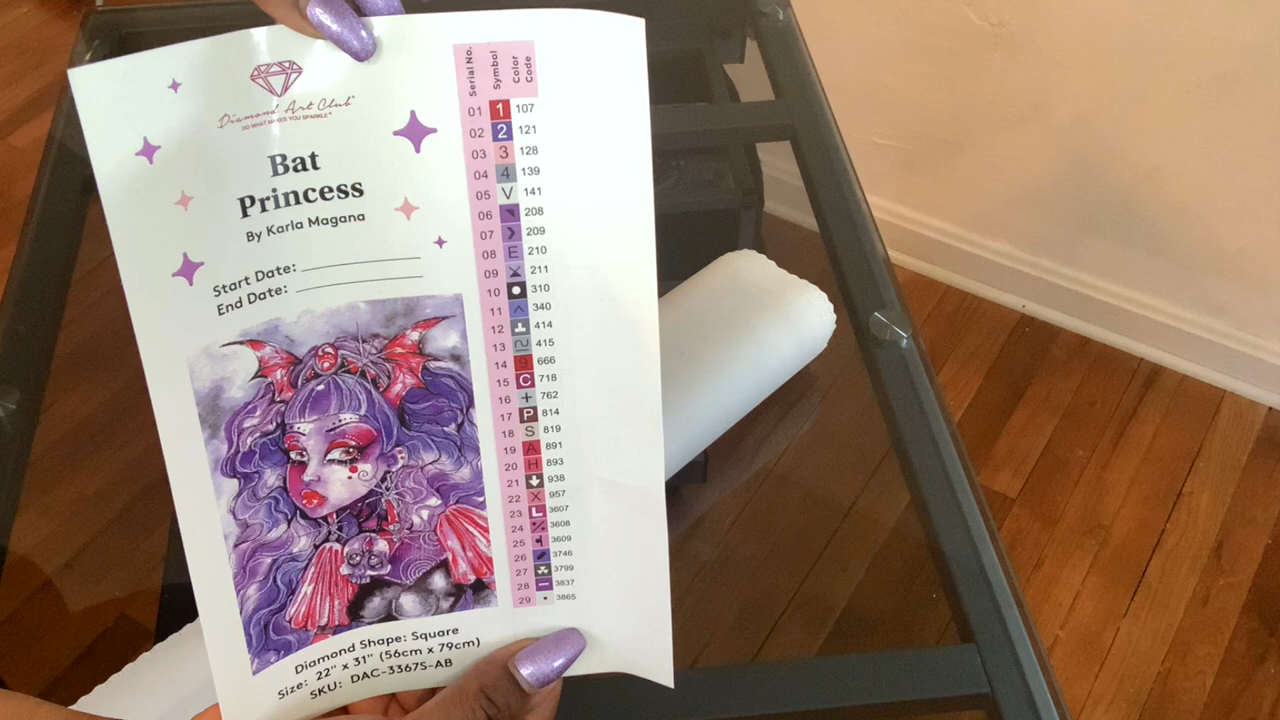 Diamond Art Club®
DO WHAT MAKES YOU SPARKLE®
Bat
Princess
By Karla Magana
Start Date:
End Date:
Diamond Shape: Square
Size: 22" x 31" (56cm x 79cm)
SKU: DAC-3367S-AB
Serial No. Symbol Color Code
01 1 107
02 2 121
03 3 128
04 4 139
05 V 141
06 208
07 209
08 E 210
09 211
10 310
11 340
12 414
13 415
14 9 666
15 C 718
16 + 762
17 P 814
18 S 819
19 A 891
20 H 893
21 938
22 X 957
23 L 3607
24 3608
25 3609
26 3746
27 3799
28 – 3837
29 • 3865